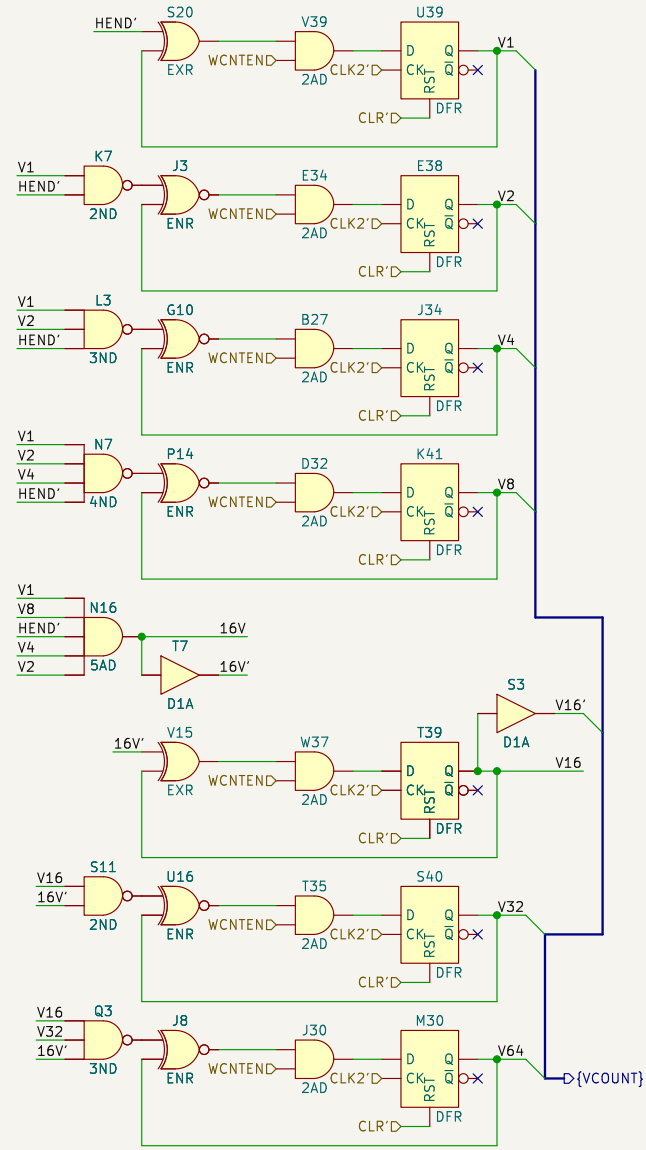 S20
HEND'
V39
U39
D
Q
V1
WCNTEND
CLK2'
CK
Q
EXR
2AD
RST
DFR
CLR'
K7
J3
V1
HEND'
E34
E38
D
Q
V2
2ND
ENR
WCNTEND
CLK2'
CK
Q
2AD
RST
DFR
CLR'
L3
G10
V1
V2
HEND'
B27
J34
D
Q
V4
3ND
ENR
WCNTEND
CLK2'
CK
Q
2AD
RST
DFR
CLR'
N7
P14
V1
V2
V4
HEND'
D32
K41
D
Q
V8
4ND
ENR
WCNTEND
CLK2'
CK
Q
2AD
RST
DFR
CLR'
V1
V8
HEND'
V4
V2
N16
5AD
16V
T7
16V'
D1A
S3
V16'
D1A
V15
16V'
W37
T39
D
Q
V16
EXR
WCNTEND
CLK2'
CK
Q
2AD
RST
DFR
CLR'
S11
U16
V16
16V'
T35
S40
D
Q
V32
2ND
ENR
WCNTEND
CLK2'
CK
Q
2AD
RST
DFR
CLR'
Q3
J8
V16
V32
16V'
J30
M30
D
Q
V64
3ND
ENR
WCNTEND
CLK2'
CK
Q
2AD
RST
DFR
CLR'
{VCOUNT}